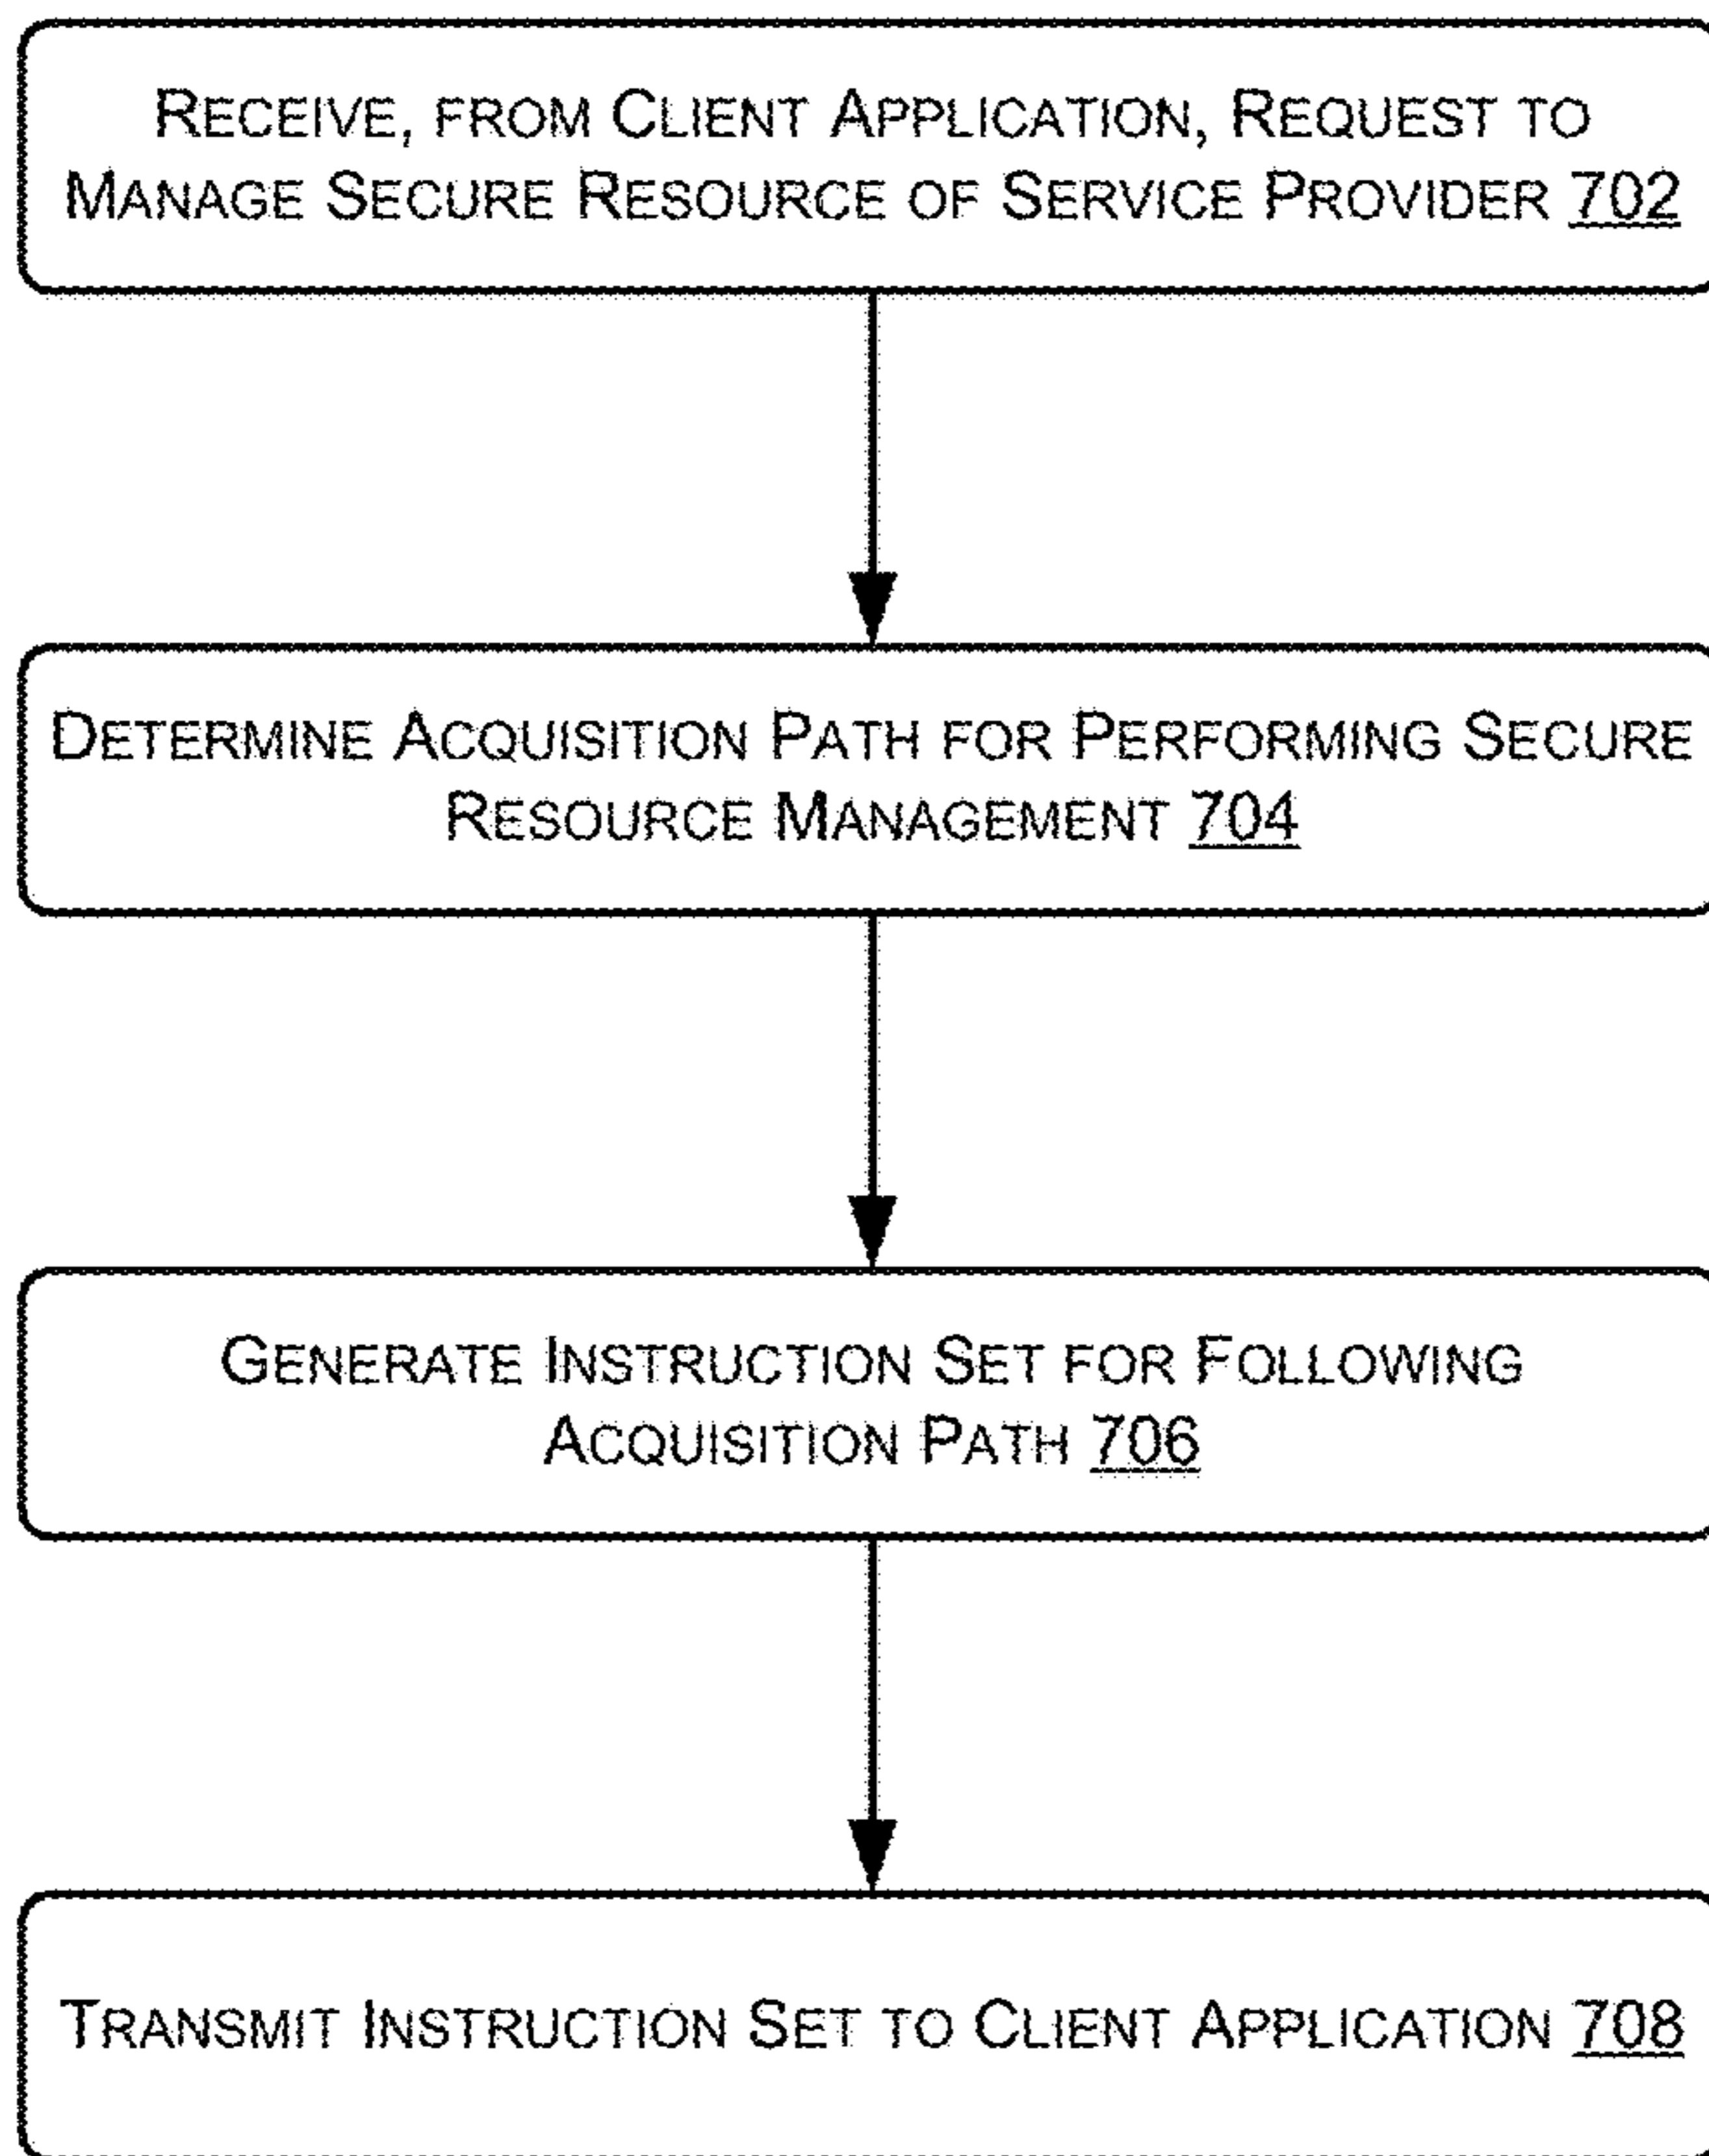 RECEIVE, FROM CLIENT APPLICATION, REQUEST TO
MANAGE SECURE RESOURCE OF SERVICE PROVIDER 702
DETERMINE ACQUISITION PATH FOR PERFORMING SECURE
RESOURCE MANAGEMENT 704
GENERATE INSTRUCTION SET FOR FOLLOWING
ACQUISITION PATH 706
TRANSMIT INSTRUCTION SET TO CLIENT APPLICATION 708